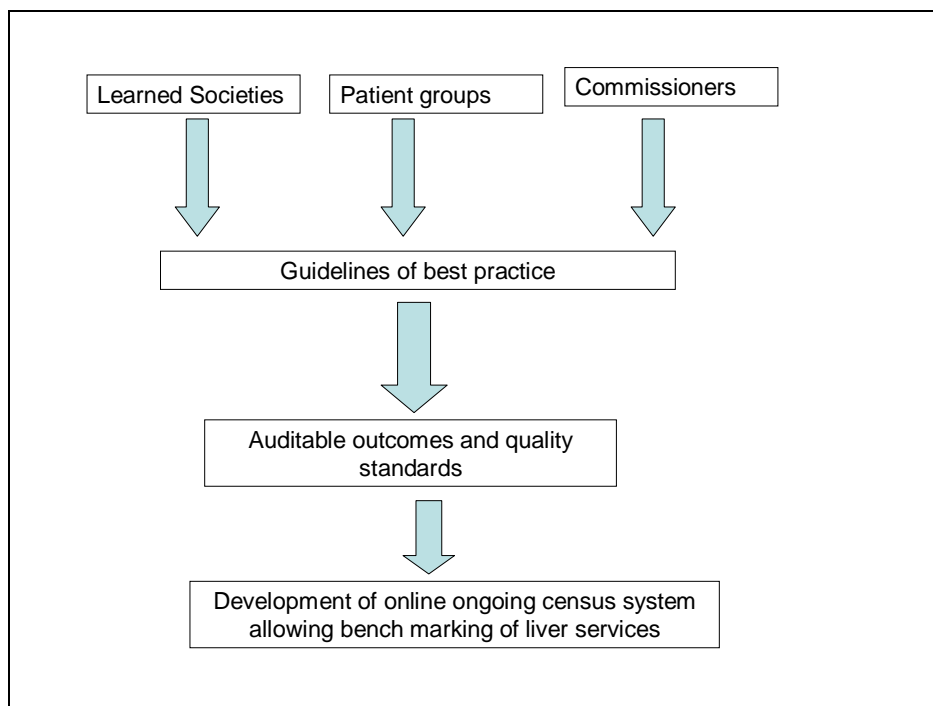 Learned Societies
Patient groups
Commissioners
Guidelines of best practice
Auditable outcomes and quality
standards
Development of online ongoing census system
allowing bench marking of liver services